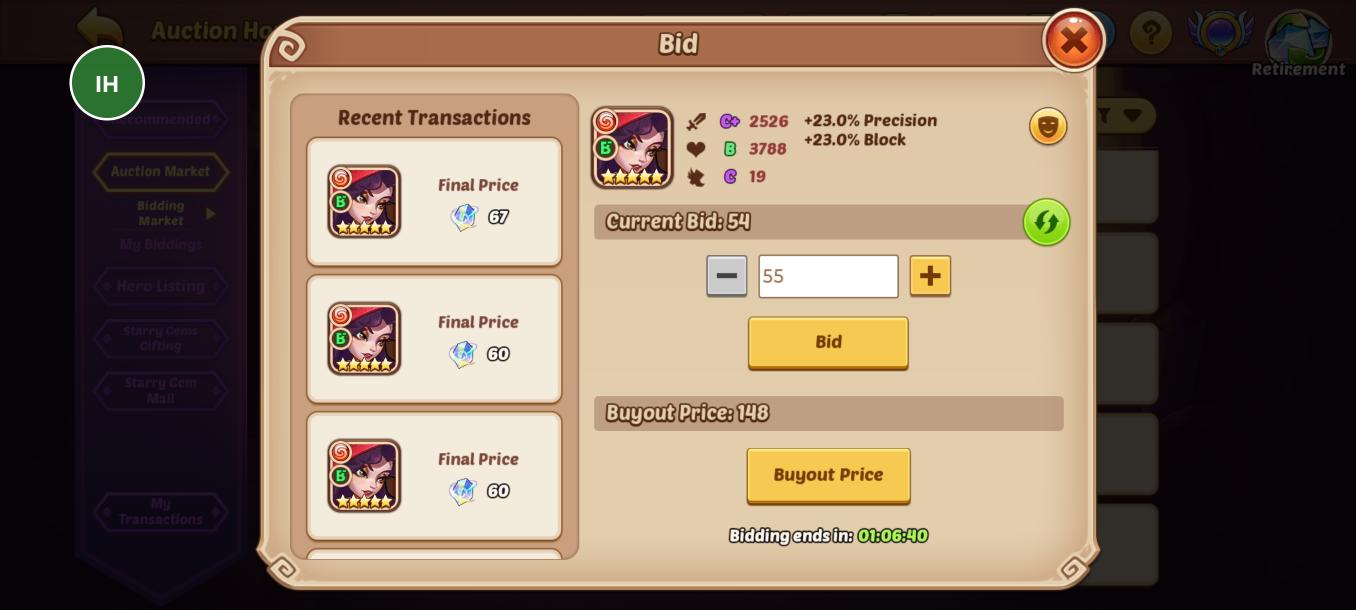 Auction Ho
Bid
IH
Retirement
commended
Auction Market
Bidding
Market
My Biddings
Hero Listing
Starry Gems
Gifting
Starry Gem
Mall
My
Transactions
Recent Transactions
B
Final Price
67
B
Final Price
60
B
Final Price
60
B
C+ 2526
B 3788
C 19
+23.0% Precision
+23.0% Block
Current Bid: 54
55
Bid
Buyout Price: 148
Buyout Price
Bidding ends in: 01:06:40